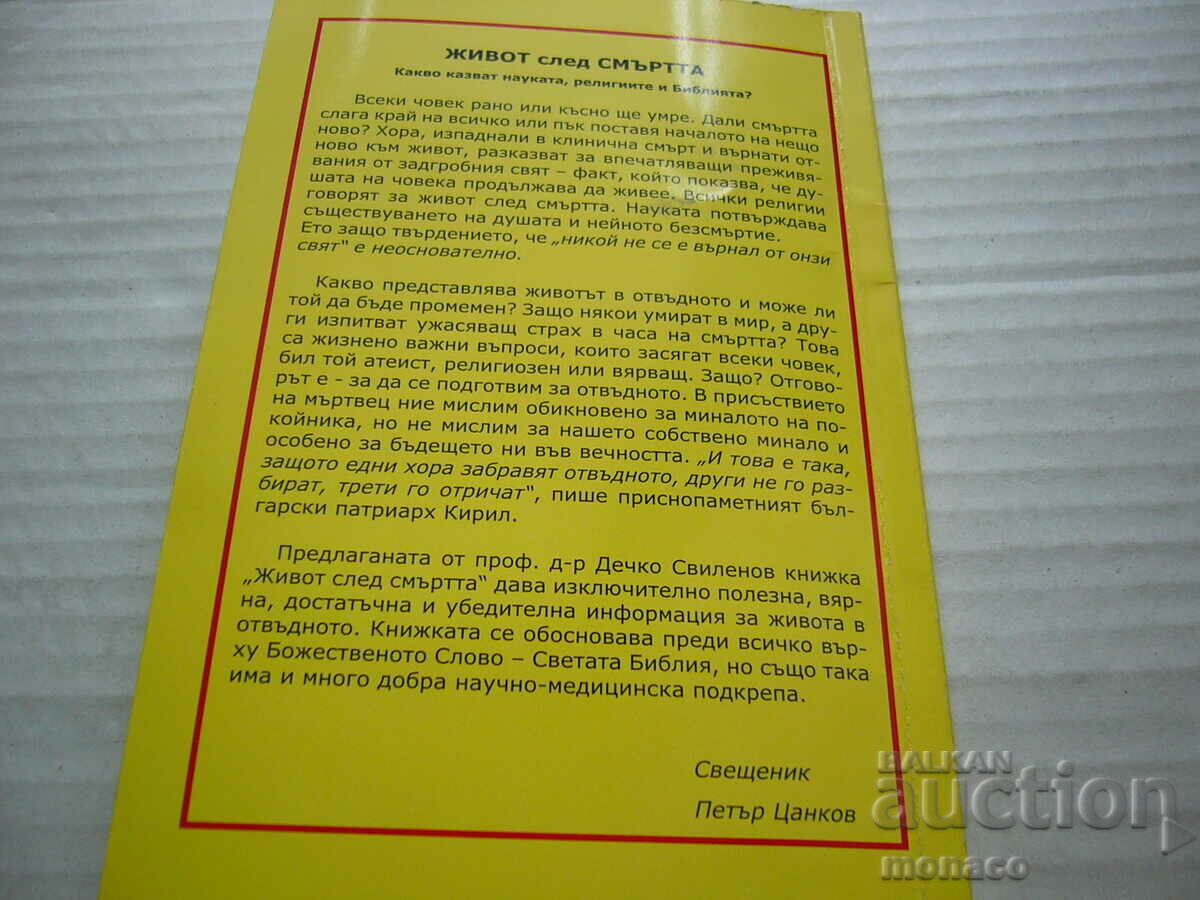 ЖИВОТ след СМЪРТТА
Какво казват науката, религиите и Библията?
Всеки човек рано или късно ще умре. Дали смъртта
слага край на всичко или пък поставя началото на нещо
ново? Хора, изпаднали в клинична смърт и върнати от-
ново към живот, разказват за впечатляващи преживя-
вания от задгробния свят – факт, който показва, че ду-
шата на човека продължава да живее. Всички религии
говорят за живот след смъртта. Науката потвърждава
съществуването на душата и нейното безсмъртие.
Ето защо твърдението, че „никой не се е върнал от онзи
свят“ е неоснователно.
Какво представлява животът в отвъдното и може ли
той да бъде промемен? Защо някои умират в мир, а дру-
ги изпитват ужасяващ страх в часа на смъртта? Това
са жизнено важни въпроси, които засягат всеки човек,
бил той атеист, религиозен или вярващ. Защо? Отгово-
рът е - за да се подготвим за отвъдното. В присъствието
на мъртвец ние мислим обикновено за миналото на по-
койника, но не мислим за нашето собствено минало и
особено за бъдещето ни във вечността. „И това е така,
защото едни хора забравят отвъдното, други не го раз-
бират, трети го отричат“, пише приснопаметният бъл-
гарски патриарх Кирил.
Предлаганата от проф. д-р Дечко Свиленов книжка
„Живот след смъртта“ дава изключително полезна, вяр-
на, достатъчна и убедителна информация за живота в
отвъдното. Книжката се обосновава преди всичко вър-
ху Божественото Слово – Светата Библия, но също така
има и много добра научно-медицинска подкрепа.
Свещеник
Петър Цанков
BALKAN
auction
monaco